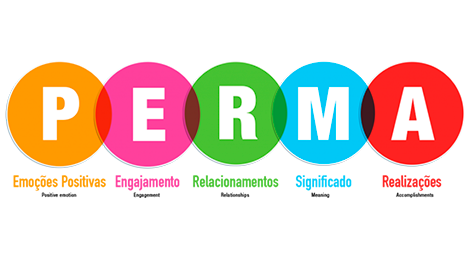 P E R M A
Emoções Positivas Engajamento Relacionamentos Significado Realizações
Positive emotion Engagement Relationships Meaning Accomplishments